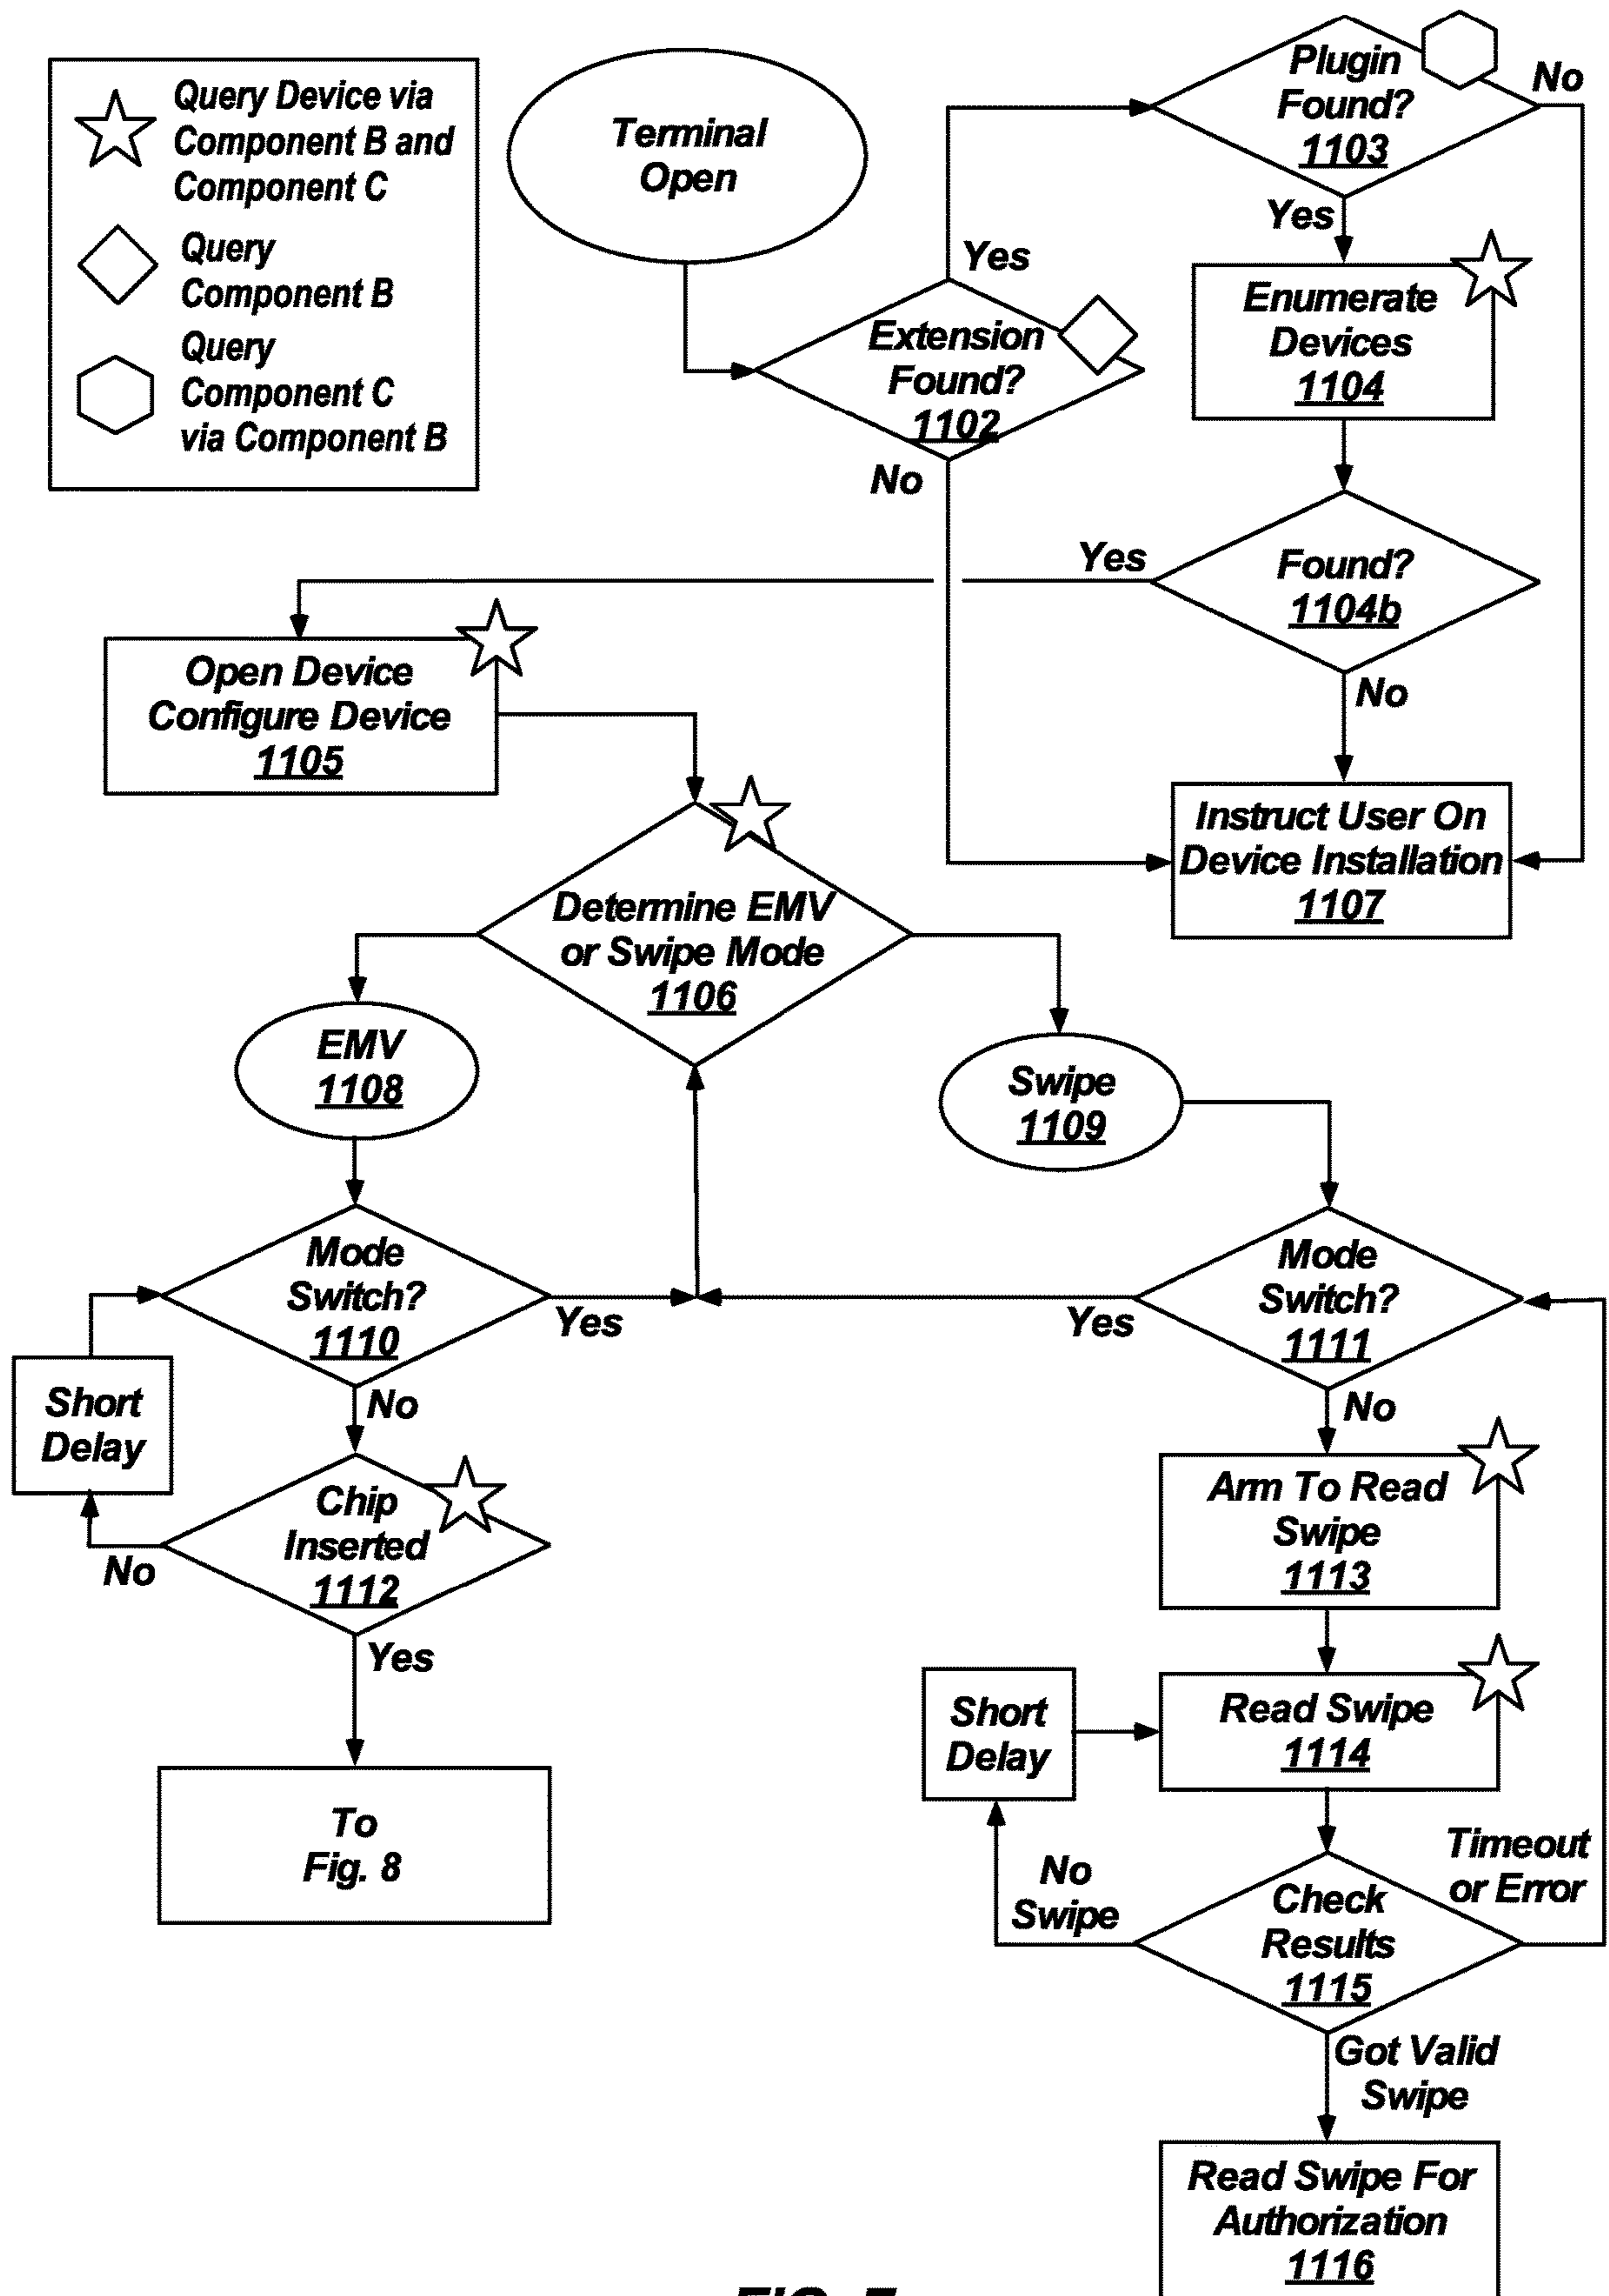 Query Device via
Component B and
Component C
Query
Component B
Query
Component C
via Component B
Terminal
Open
Plugin
Found?
1103
No
Yes
Yes
Extension
Found?
1102
No
Enumerate
Devices
1104
Found?
1104b
Yes
No
Open Device
Configure Device
1105
Instruct User On
Device Installation
1107
Determine EMV
or Swipe Mode
1106
EMV
1108
Swipe
1109
Mode
Switch?
1110
Yes
No
Mode
Switch?
1111
Yes
No
Short
Delay
Chip
Inserted
1112
No
Yes
To
Fig. 8
Arm To Read
Swipe
1113
Read Swipe
1114
Short
Delay
No
Swipe
Timeout
or Error
Check
Results
1115
Got Valid
Swipe
Read Swipe For
Authorization
1116